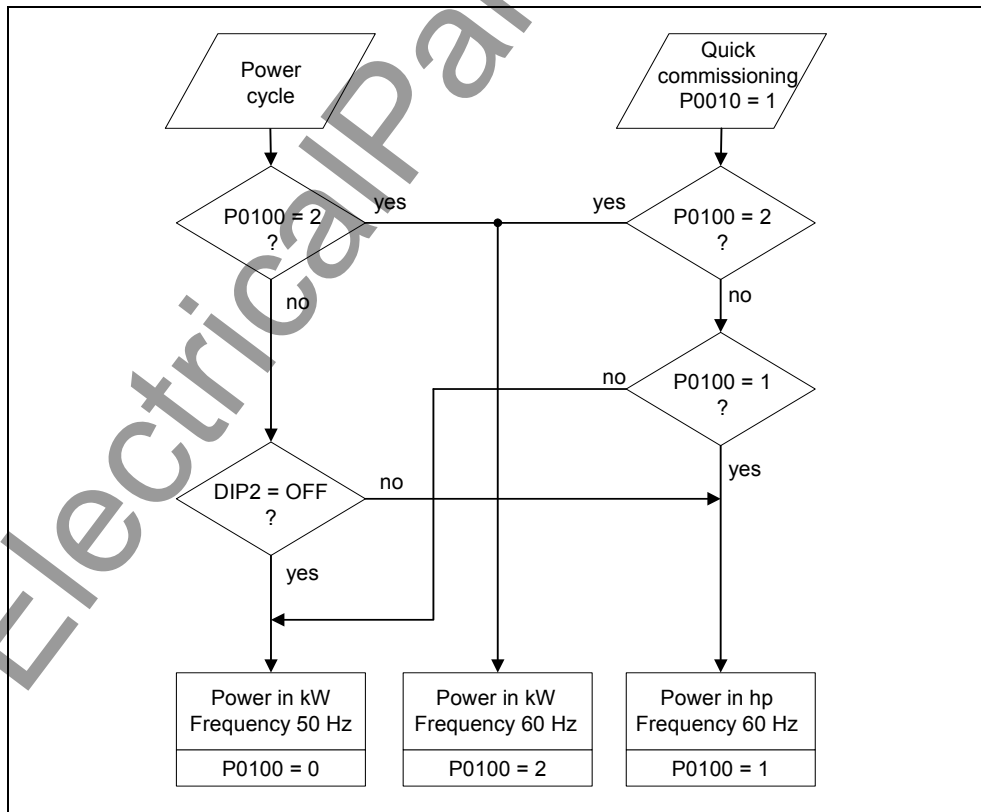 Power
cycle
Quick
commissioning
P0010 = 1
P0100 = 2
?
yes
yes
P0100 = 2
?
no
no
P0100 = 1
?
no
yes
DIP2 = OFF
?
no
yes
Power in kW
Frequency 50 Hz
P0100 = 0
Power in kW
Frequency 60 Hz
P0100 = 2
Power in hp
Frequency 60 Hz
P0100 = 1